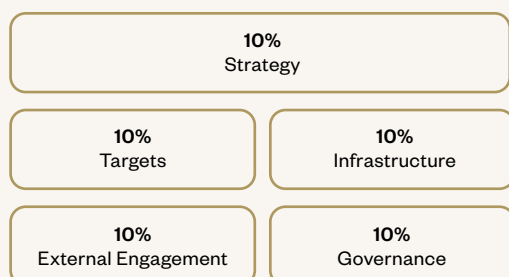 10%
Strategy
10%
Targets
10%
Infrastructure
10%
External Engagement
10%
Governance